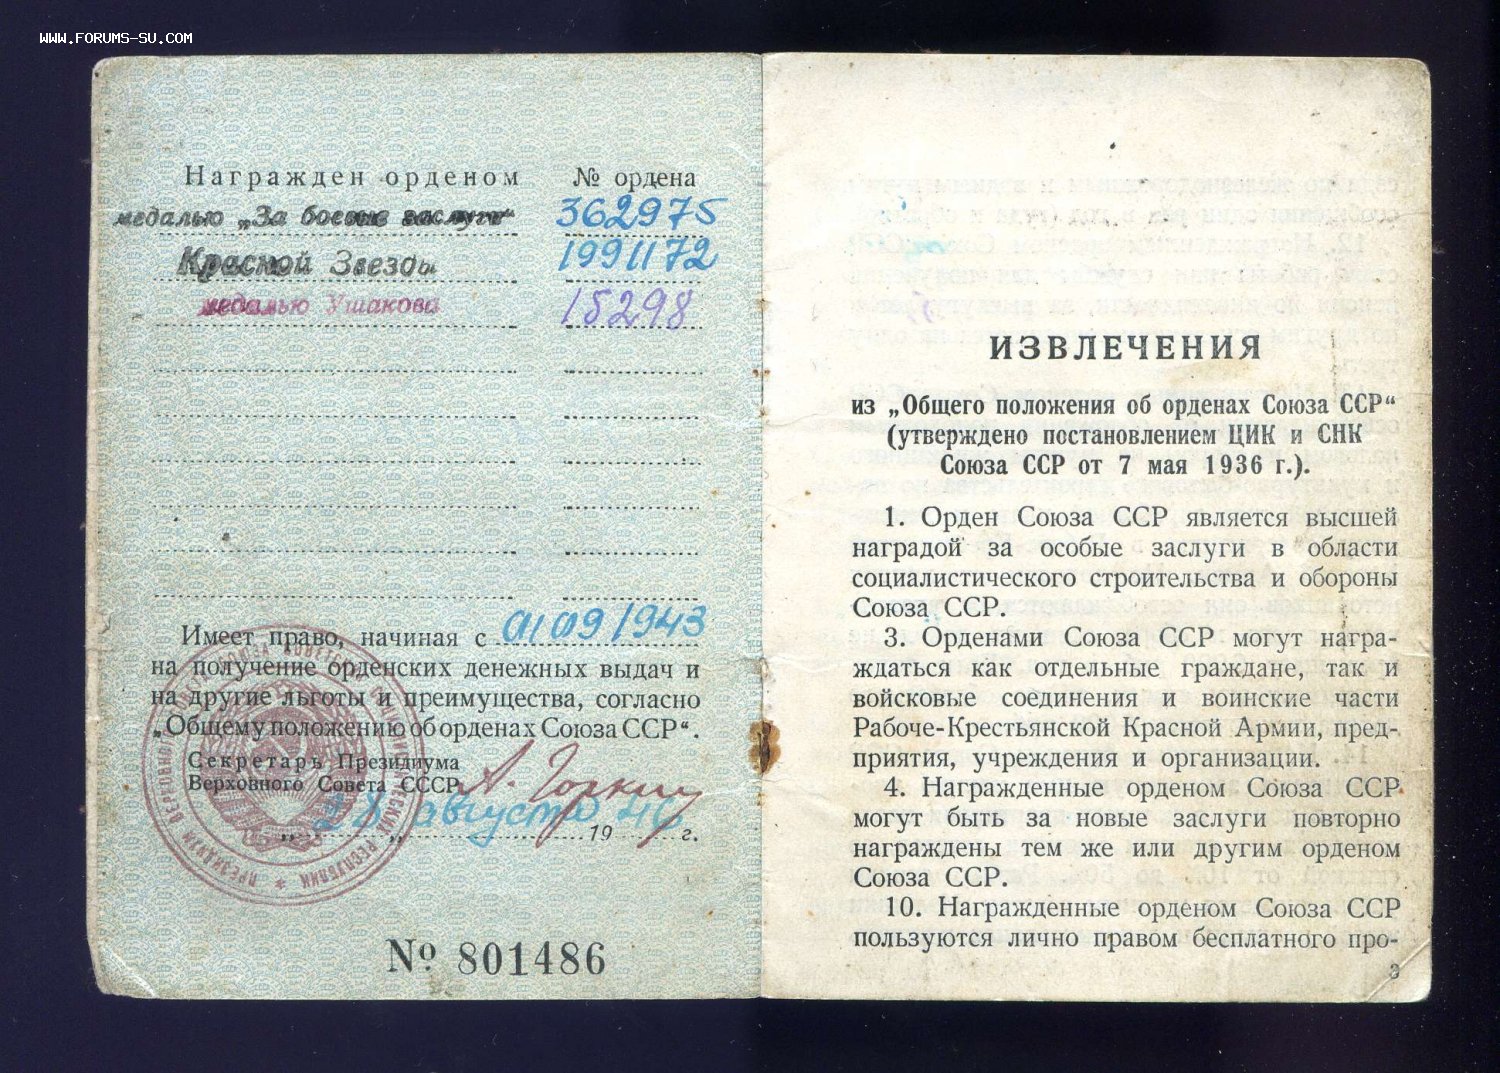 WWW.FORUMS-SU.COM
Награжден орденом № ордена
медалью „За боевые заслуги“ 362975
Красной Звезды 1991172
медалью Ушакова 15298
Имеет право, начиная с 01 09 1943
на получение орденских денежных выдач и
на другие льготы и преимущества, согласно
„Общему положению об орденах Союза ССР“.
Секретарь Президиума
Верховного Совета СССР А. Горкин
„28„ августа 1946 г.
ПРЕЗИДИУМ ВЕРХОВНОГО СОВЕТА РЕСПУБЛИК
№ 801486
ИЗВЛЕЧЕНИЯ
из „Общего положения об орденах Союза ССР“
(утверждено постановлением ЦИК и СНК
Союза ССР от 7 мая 1936 г.).
1. Орден Союза ССР является высшей
наградой за особые заслуги в области
социалистического строительства и обороны
Союза ССР.
3. Орденами Союза ССР могут награ-
ждаться как отдельные граждане, так и
войсковые соединения и воинские части
Рабоче-Крестьянской Красной Армии, пред-
приятия, учреждения и организации.
4. Награжденные орденом Союза ССР
могут быть за новые заслуги повторно
награждены тем же или другим орденом
Союза ССР.
10. Награжденные орденом Союза ССР
пользуются лично правом бесплатного про-
3